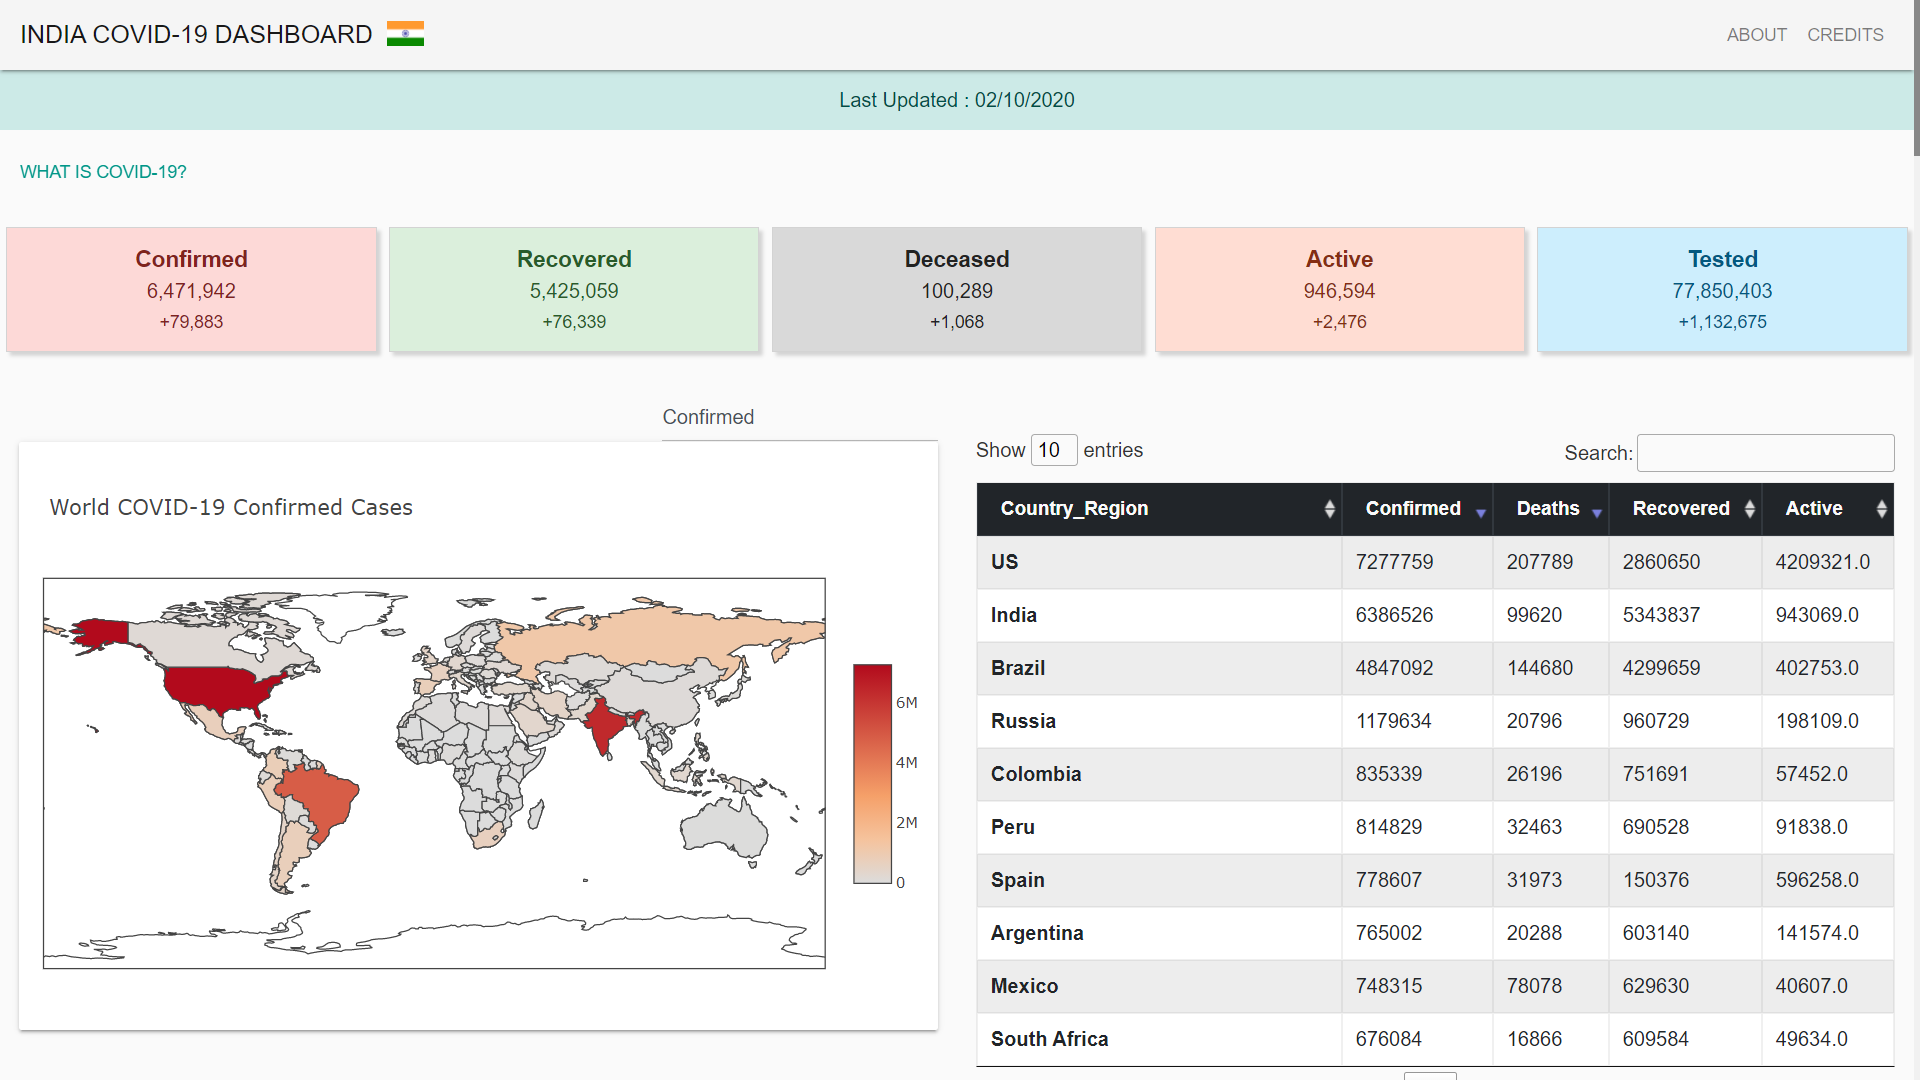 INDIA COVID-19 DASHBOARD
ABOUT CREDITS
Last Updated : 02/10/2020
WHAT IS COVID-19?
Confirmed
6,471,942
+79,883
Recovered
5,425,059
+76,339
Deceased
100,289
+1,068
Active
946,594
+2,476
Tested
77,850,403
+1,132,675
Confirmed
World COVID-19 Confirmed Cases
6M
4M
2M
0
Show 10 entries
Search:
Country_Region Confirmed Deaths Recovered Active
US 7277759 207789 2860650 4209321.0
India 6386526 99620 5343837 943069.0
Brazil 4847092 144680 4299659 402753.0
Russia 1179634 20796 960729 198109.0
Colombia 835339 26196 751691 57452.0
Peru 814829 32463 690528 91838.0
Spain 778607 31973 150376 596258.0
Argentina 765002 20288 603140 141574.0
Mexico 748315 78078 629630 40607.0
South Africa 676084 16866 609584 49634.0